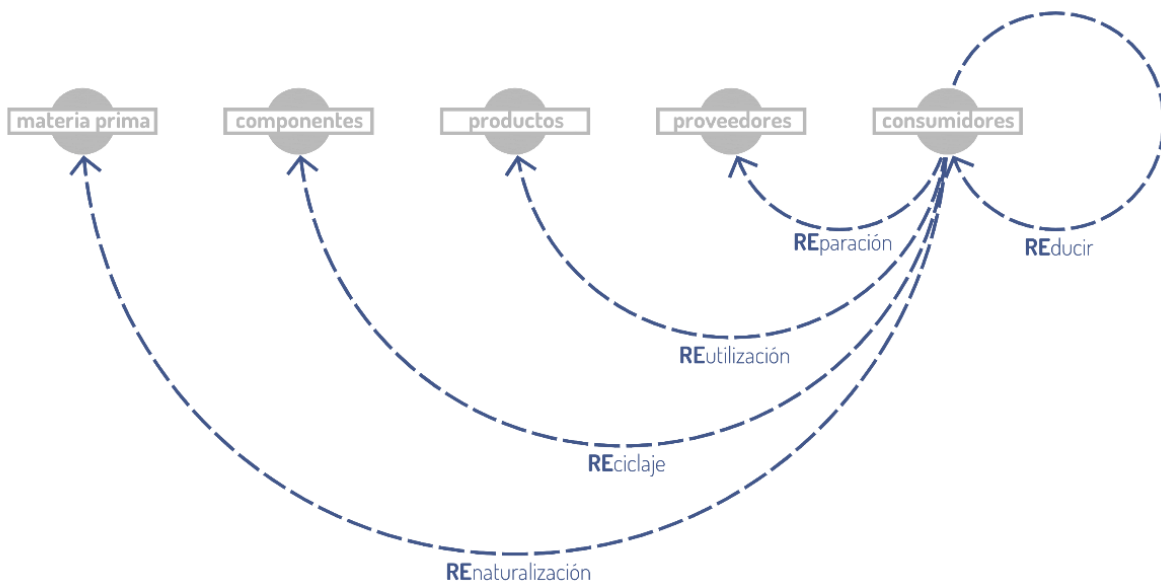 materia prima
componentes
productos
proveedores
consumidores
REparación
REducir
REutilización
REciclaje
REnaturalización